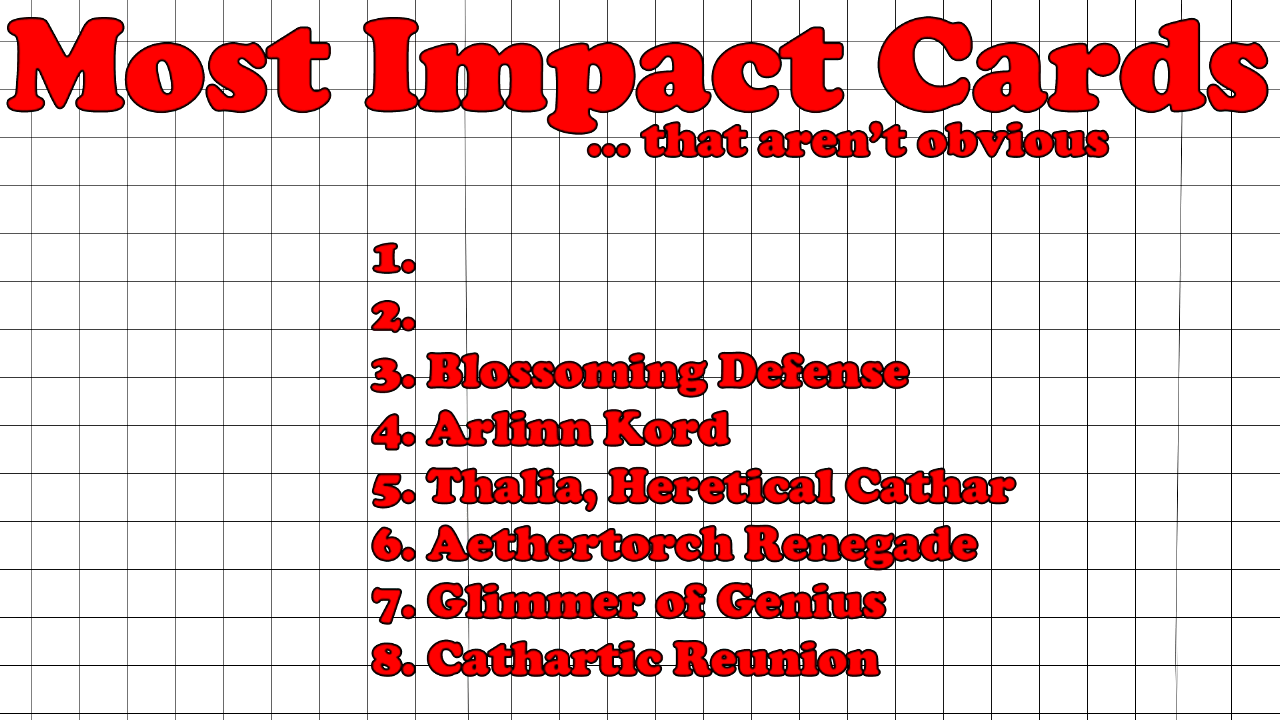 Most Impact Cards
... that aren't obvious
1.
2.
3. Blossoming Defense
4. Arlinn Kord
5. Thalia, Heretical Cathar
6. Aethertorch Renegade
7. Glimmer of Genius
8. Cathartic Reunion